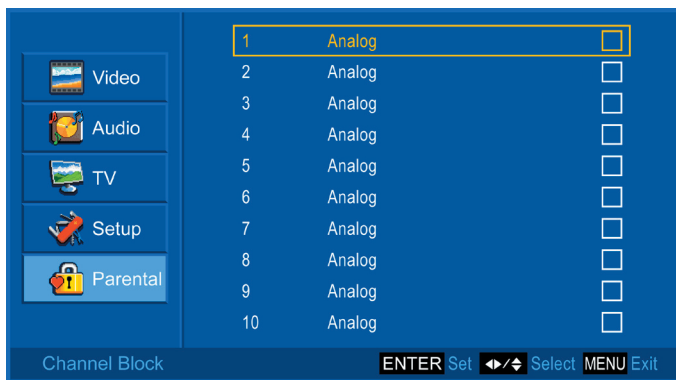 Video
Audio
TV
Setup
Parental
1 Analog
2 Analog
3 Analog
4 Analog
5 Analog
6 Analog
7 Analog
8 Analog
9 Analog
10 Analog
Channel Block
ENTER Set ◄►/▲▼ Select MENU Exit